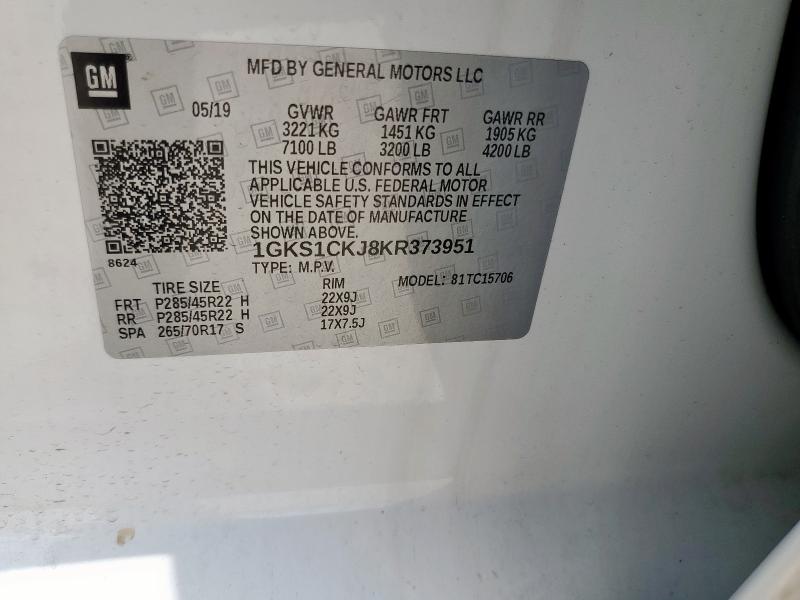 GM
MFD BY GENERAL MOTORS LLC
05/19 GVWR GAWR FRT GAWR RR
3221 KG 1451 KG 1905 KG
7100 LB 3200 LB 4200 LB
THIS VEHICLE CONFORMS TO ALL
APPLICABLE U.S. FEDERAL MOTOR
VEHICLE SAFETY STANDARDS IN EFFECT
ON THE DATE OF MANUFACTURE
SHOWN ABOVE.
8624
1GKS1CKJ8KR373951
TYPE: M.P.V. MODEL: 81TC15706
TIRE SIZE RIM
FRT P285/45R22 H 22X9J
RR P285/45R22 H 22X9J
SPA 265/70R17 S 17X7.5J